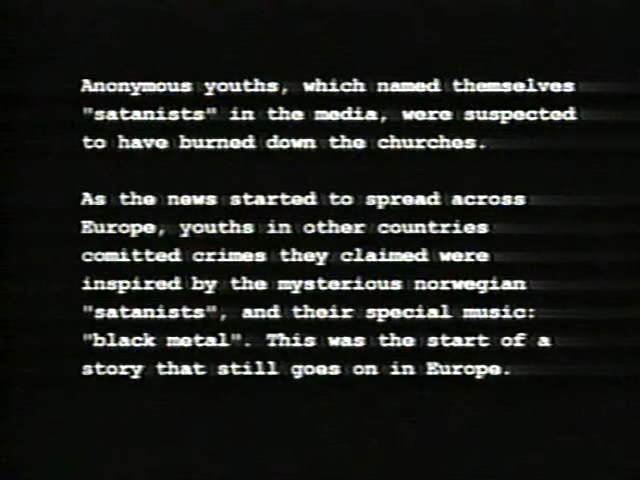 Anonymous youths, which named themselves
"satanists" in the media, were suspected
to have burned down the churches.
As the news started to spread across
Europe, youths in other countries
comitted crimes they claimed were
inspired by the mysterious norwegian
"satanists", and their special music:
"black metal". This was the start of a
story that still goes on in Europe.